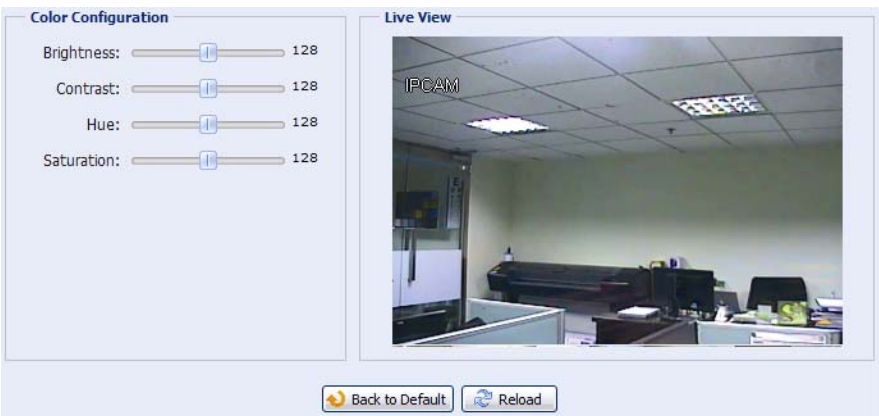 Color Configuration
Brightness: 128
Contrast: 128
Hue: 128
Saturation: 128
Live View
IPCAM
Back to Default
Reload